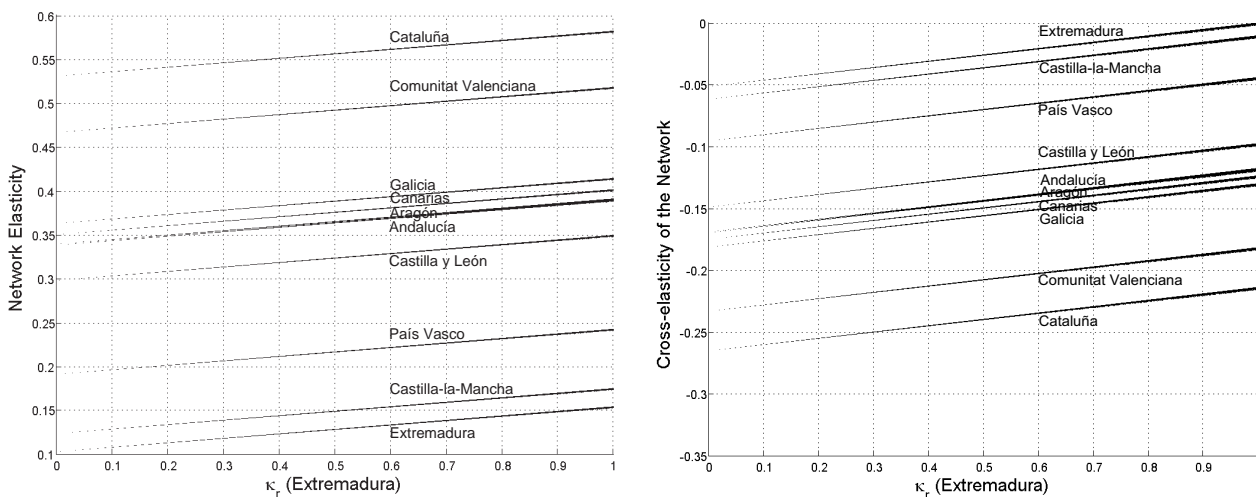 0.6
0.55
0.5
0.45
0.4
0.35
0.3
0.25
0.2
0.15
0.1
Network Elasticity
Cataluña
Comunitat Valenciana
Galicia
Canarias
Aragón
Andalucía
Castilla y León
País Vasco
Castilla-la-Mancha
Extremadura
0 0.1 0.2 0.3 0.4 0.5 0.6 0.7 0.8 0.9 1
κr (Extremadura)
0
-0.05
-0.1
-0.15
-0.2
-0.25
-0.3
-0.35
Cross-elasticity of the Network
Extremadura
Castilla-la-Mancha
País Vasco
Castilla y León
Andalucía
Aragón
Canarias
Galicia
Comunitat Valenciana
Cataluña
0 0.1 0.2 0.3 0.4 0.5 0.6 0.7 0.8 0.9
κr (Extremadura)